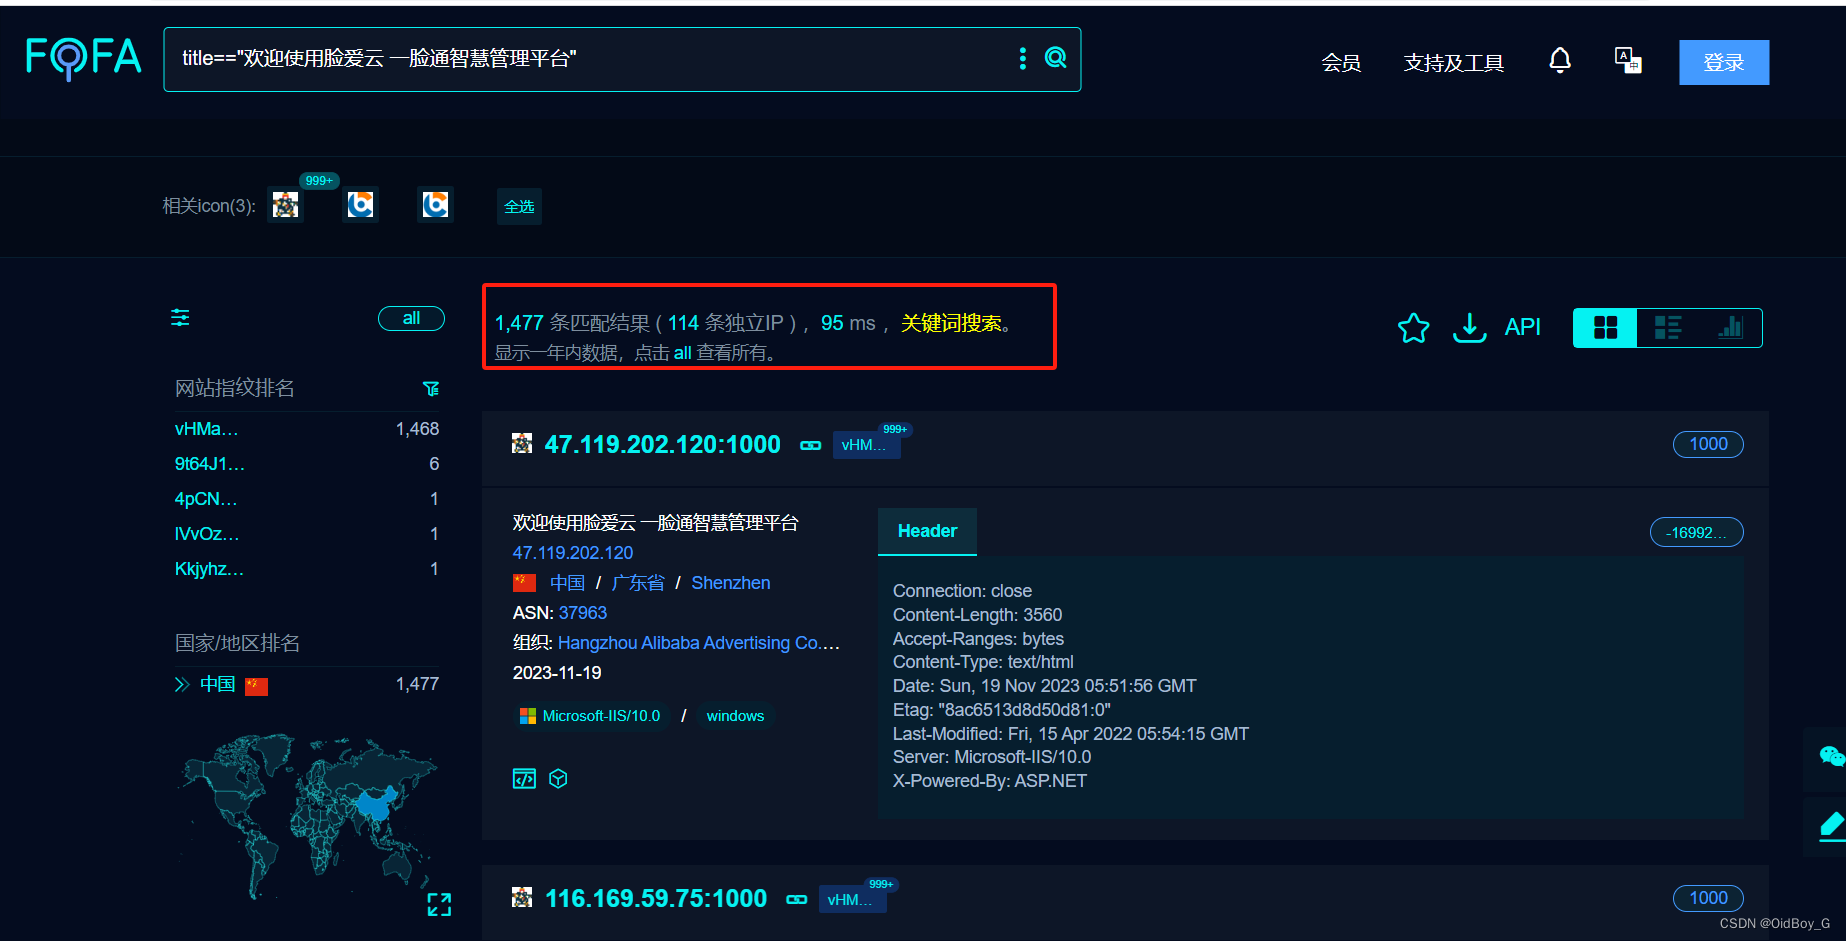 FOFA
title=="欢迎使用脸爱云 一脸通智慧管理平台"
会员
支持及工具
登录
相关icon(3):
999+
全选
all
1,477 条匹配结果 ( 114 条独立IP ) , 95 ms , 关键词搜索。
显示一年内数据，点击 all 查看所有。
API
网站指纹排名
vHMa... 1,468
9t64J1... 6
4pCN... 1
IVvOz... 1
Kkjyhz... 1
国家/地区排名
中国 1,477
47.119.202.120:1000
vHM...
999+
1000
欢迎使用脸爱云 一脸通智慧管理平台
47.119.202.120
中国 / 广东省 / Shenzhen
ASN: 37963
组织: Hangzhou Alibaba Advertising Co....
2023-11-19
Microsoft-IIS/10.0 / windows
Header
-16992...
Connection: close
Content-Length: 3560
Accept-Ranges: bytes
Content-Type: text/html
Date: Sun, 19 Nov 2023 05:51:56 GMT
Etag: "8ac6513d8d50d81:0"
Last-Modified: Fri, 15 Apr 2022 05:54:15 GMT
Server: Microsoft-IIS/10.0
X-Powered-By: ASP.NET
116.169.59.75:1000
vHM...
999+
1000
CSDN @OidBoy_G